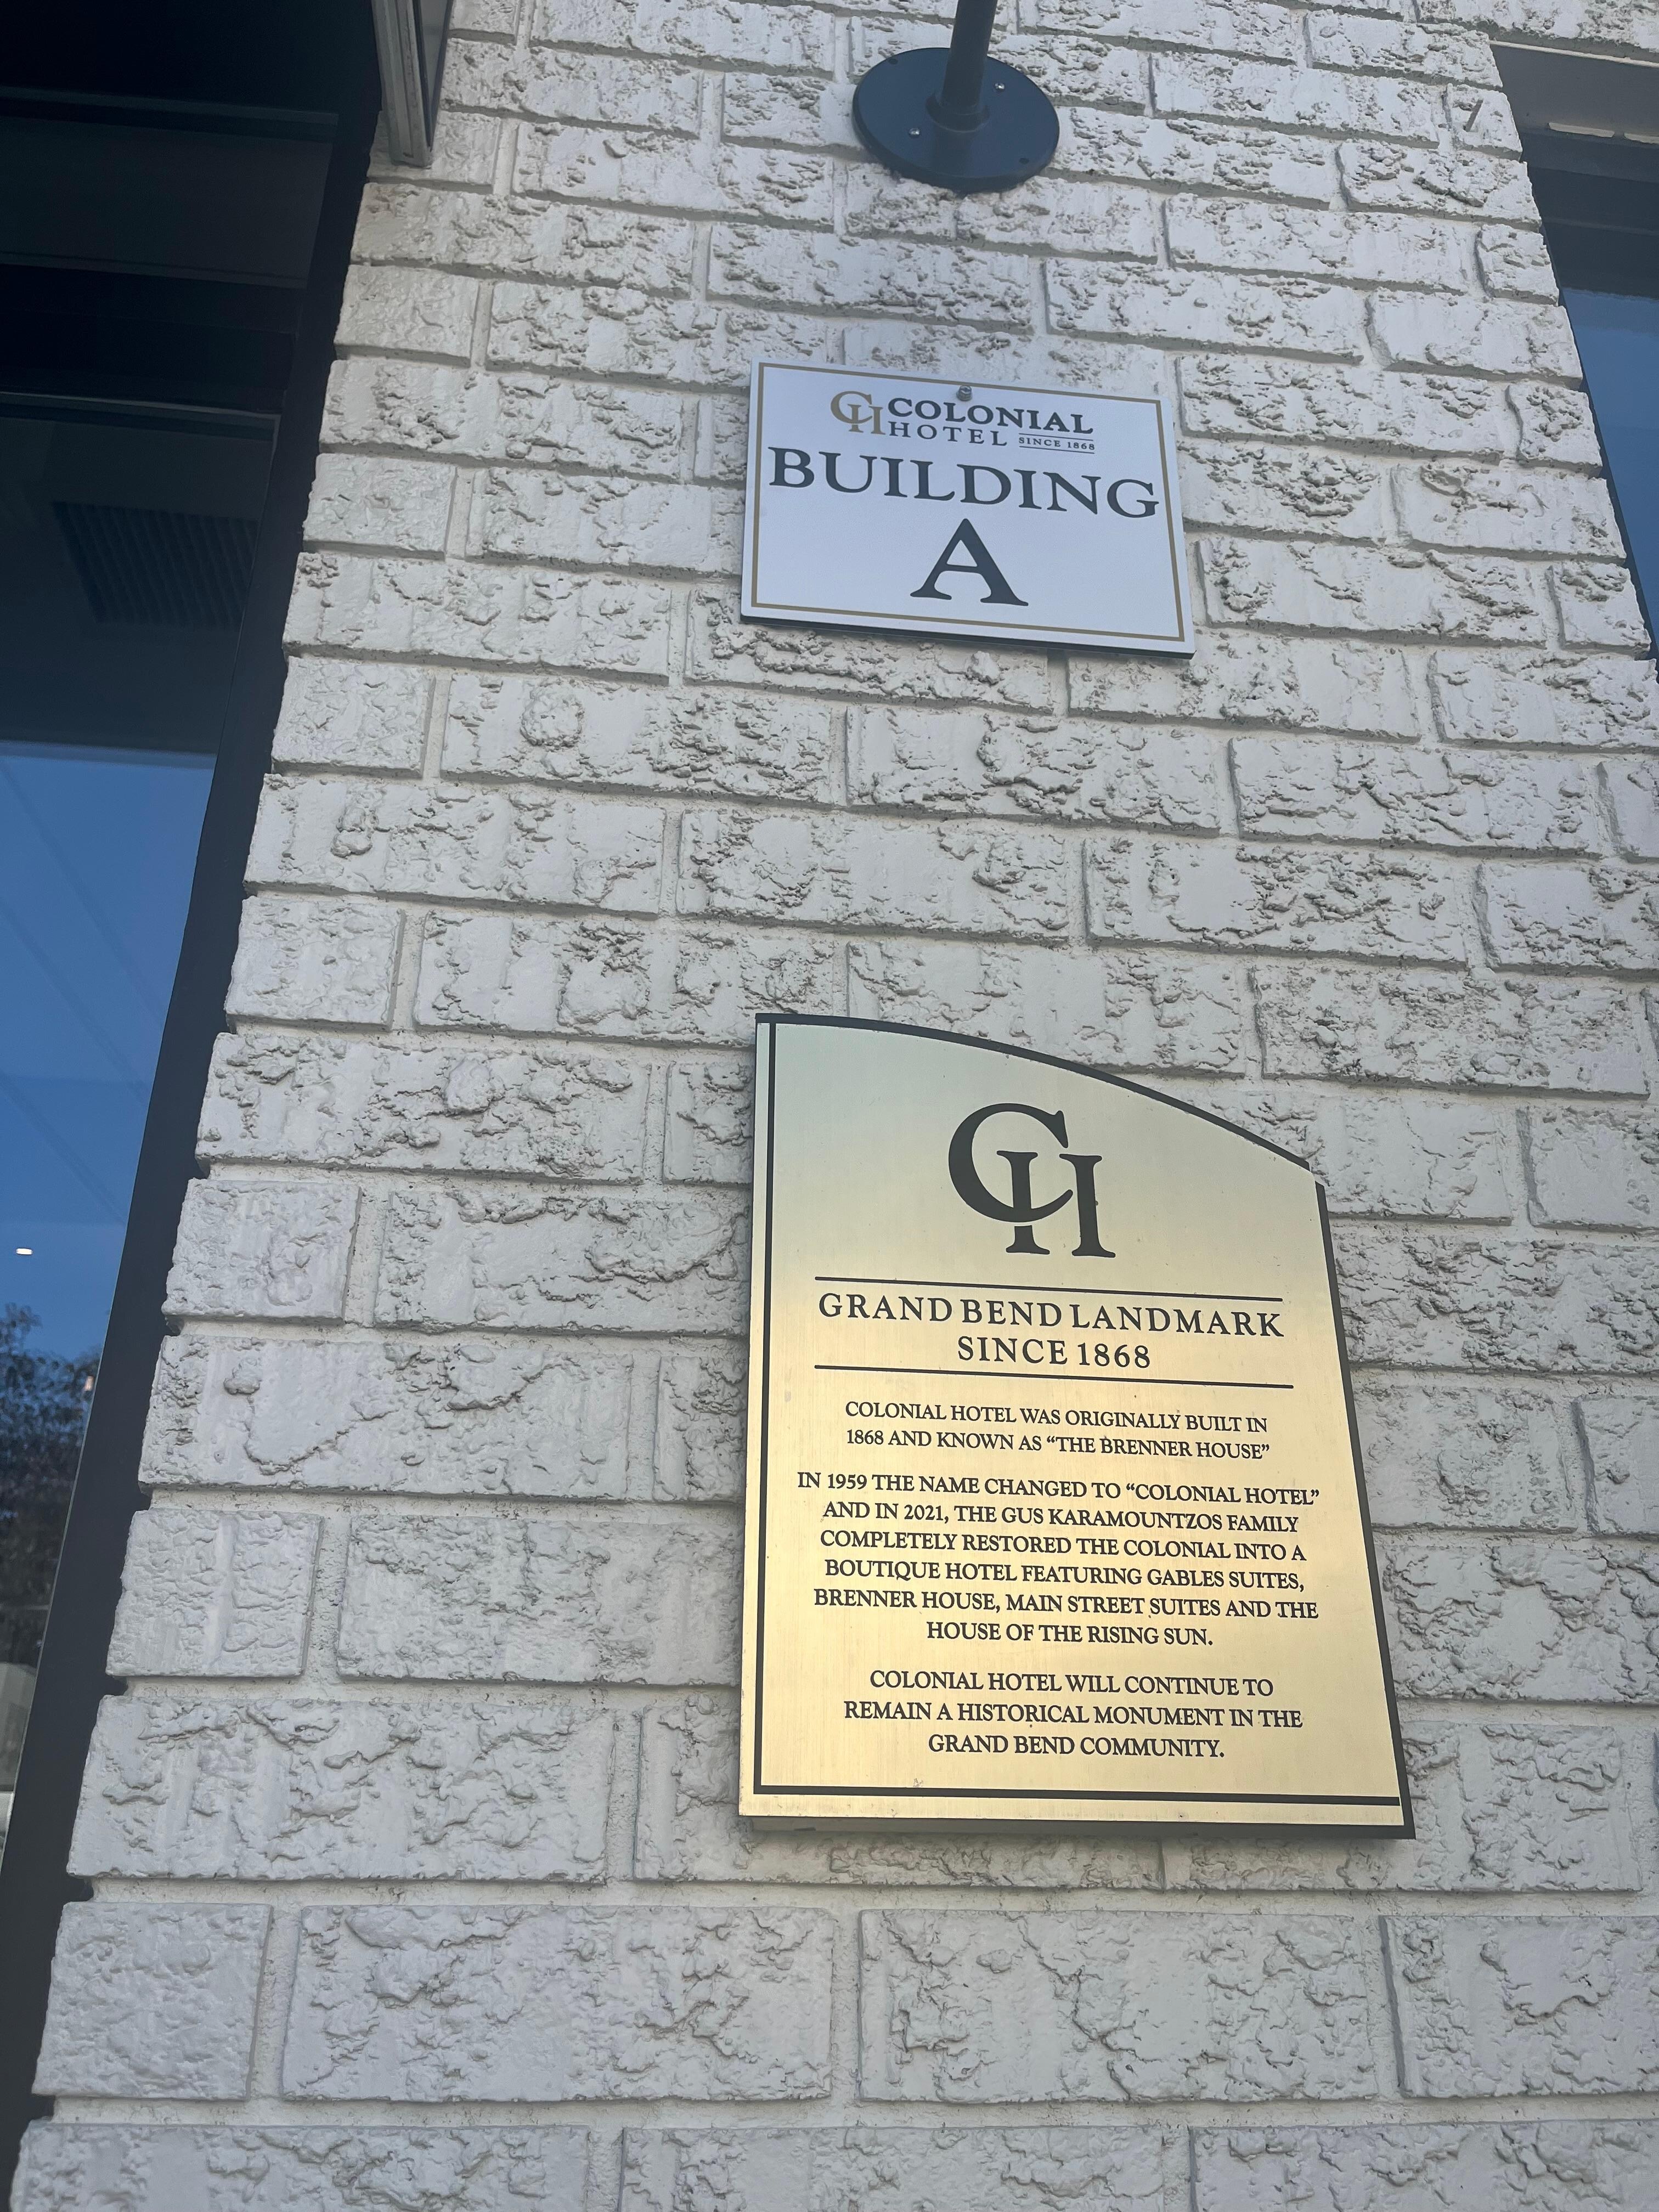 CH COLONIAL
HOTEL SINCE 1868
BUILDING
A
CH
GRAND BEND LANDMARK
SINCE 1868
COLONIAL HOTEL WAS ORIGINALLY BUILT IN
1868 AND KNOWN AS “THE BRENNER HOUSE”
IN 1959 THE NAME CHANGED TO “COLONIAL HOTEL”
AND IN 2021, THE GUS KARAMOUNTZOS FAMILY
COMPLETELY RESTORED THE COLONIAL INTO A
BOUTIQUE HOTEL FEATURING GABLES SUITES,
BRENNER HOUSE, MAIN STREET SUITES AND THE
HOUSE OF THE RISING SUN.
COLONIAL HOTEL WILL CONTINUE TO
REMAIN A HISTORICAL MONUMENT IN THE
GRAND BEND COMMUNITY.